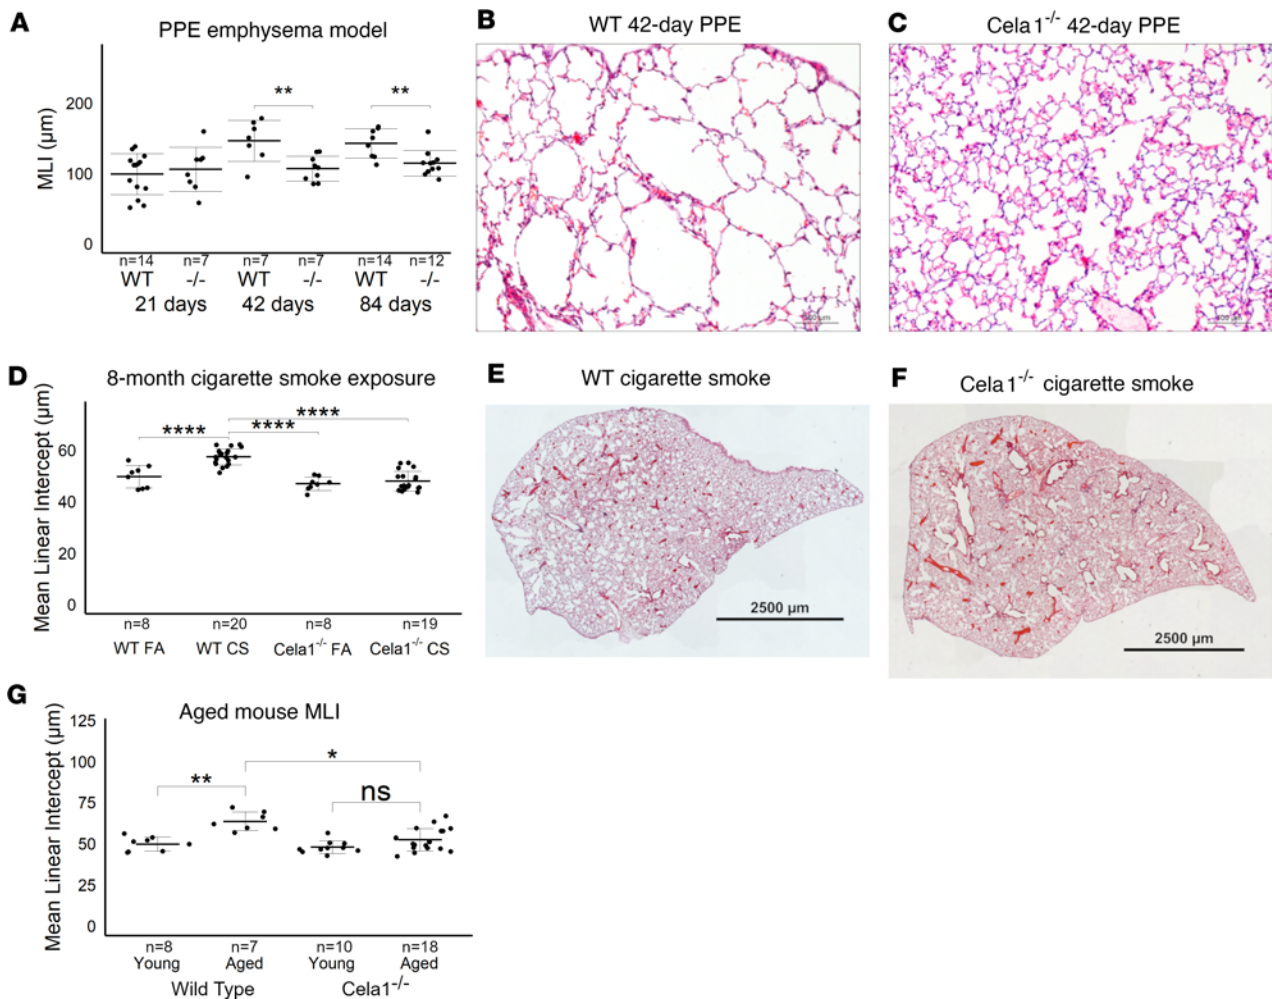 A
PPE emphysema model
MLI (µm)
200
100
0
**
**
n=14 n=7 n=7 n=7 n=14 n=12
WT -/- WT -/- WT -/-
21 days 42 days 84 days
B
WT 42-day PPE
C
Cela1-/- 42-day PPE
D
8-month cigarette smoke exposure
Mean Linear Intercept (µm)
60
40
20
0
****
****
****
n=8 n=20 n=8 n=19
WT FA WT CS Cela1-/- FA Cela1-/- CS
E
WT cigarette smoke
2500 µm
F
Cela1-/- cigarette smoke
2500 µm
G
Aged mouse MLI
Mean Linear Intercept (µm)
125
100
75
50
25
0
**
*
ns
n=8 n=7 n=10 n=18
Young Aged Young Aged
Wild Type Cela1-/-